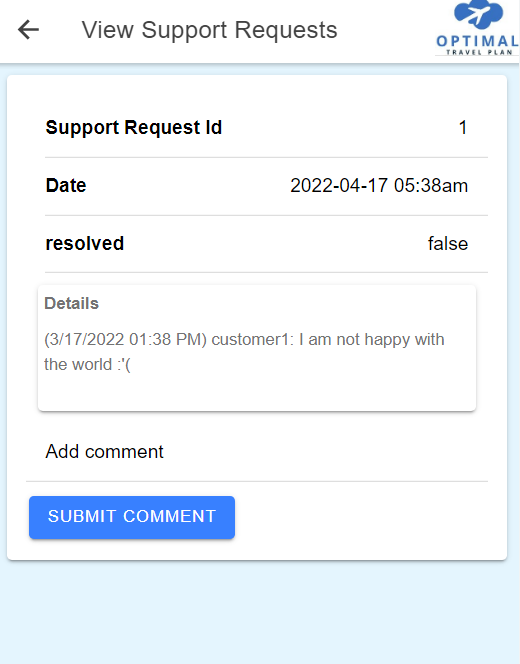 View Support Requests
OPTIMAL
TRAVEL PLAN
Support Request Id 1
Date 2022-04-17 05:38am
resolved false
Details
(3/17/2022 01:38 PM) customer1: I am not happy with
the world :'(
Add comment
SUBMIT COMMENT